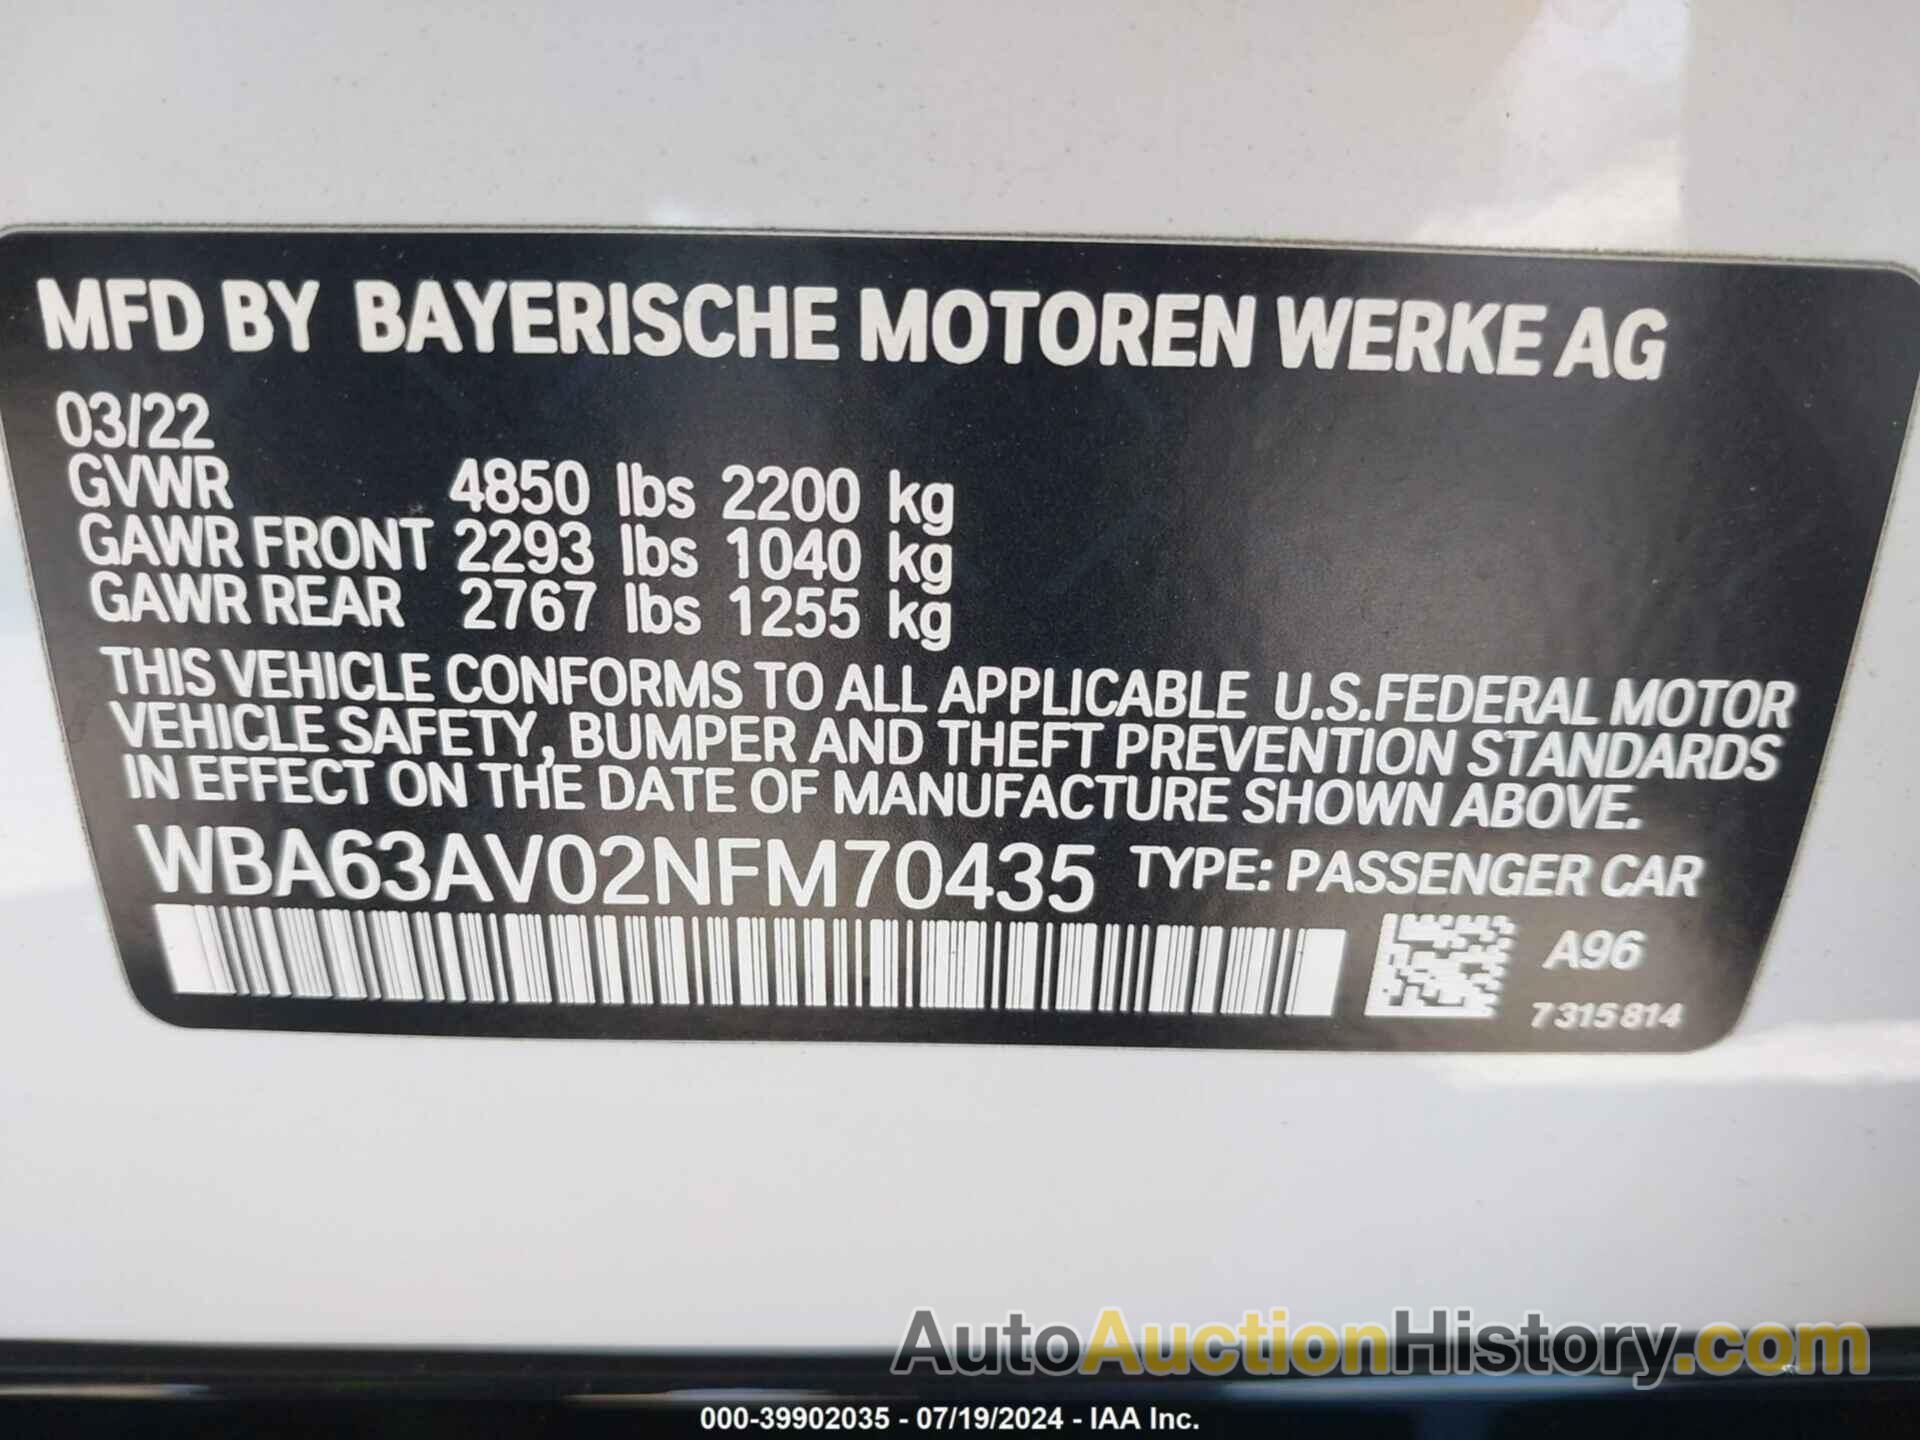 MFD BY BAYERISCHE MOTOREN WERKE AG
03/22
GVWR 4850 lbs 2200 kg
GAWR FRONT 2293 lbs 1040 kg
GAWR REAR 2767 lbs 1255 kg
THIS VEHICLE CONFORMS TO ALL APPLICABLE U.S.FEDERAL MOTOR
VEHICLE SAFETY, BUMPER AND THEFT PREVENTION STANDARDS
IN EFFECT ON THE DATE OF MANUFACTURE SHOWN ABOVE.
WBA63AV02NFM70435 TYPE: PASSENGER CAR
A96
7 315 814
AutoAuctionHistory.com
000-39902035 - 07/19/2024 - IAA Inc.